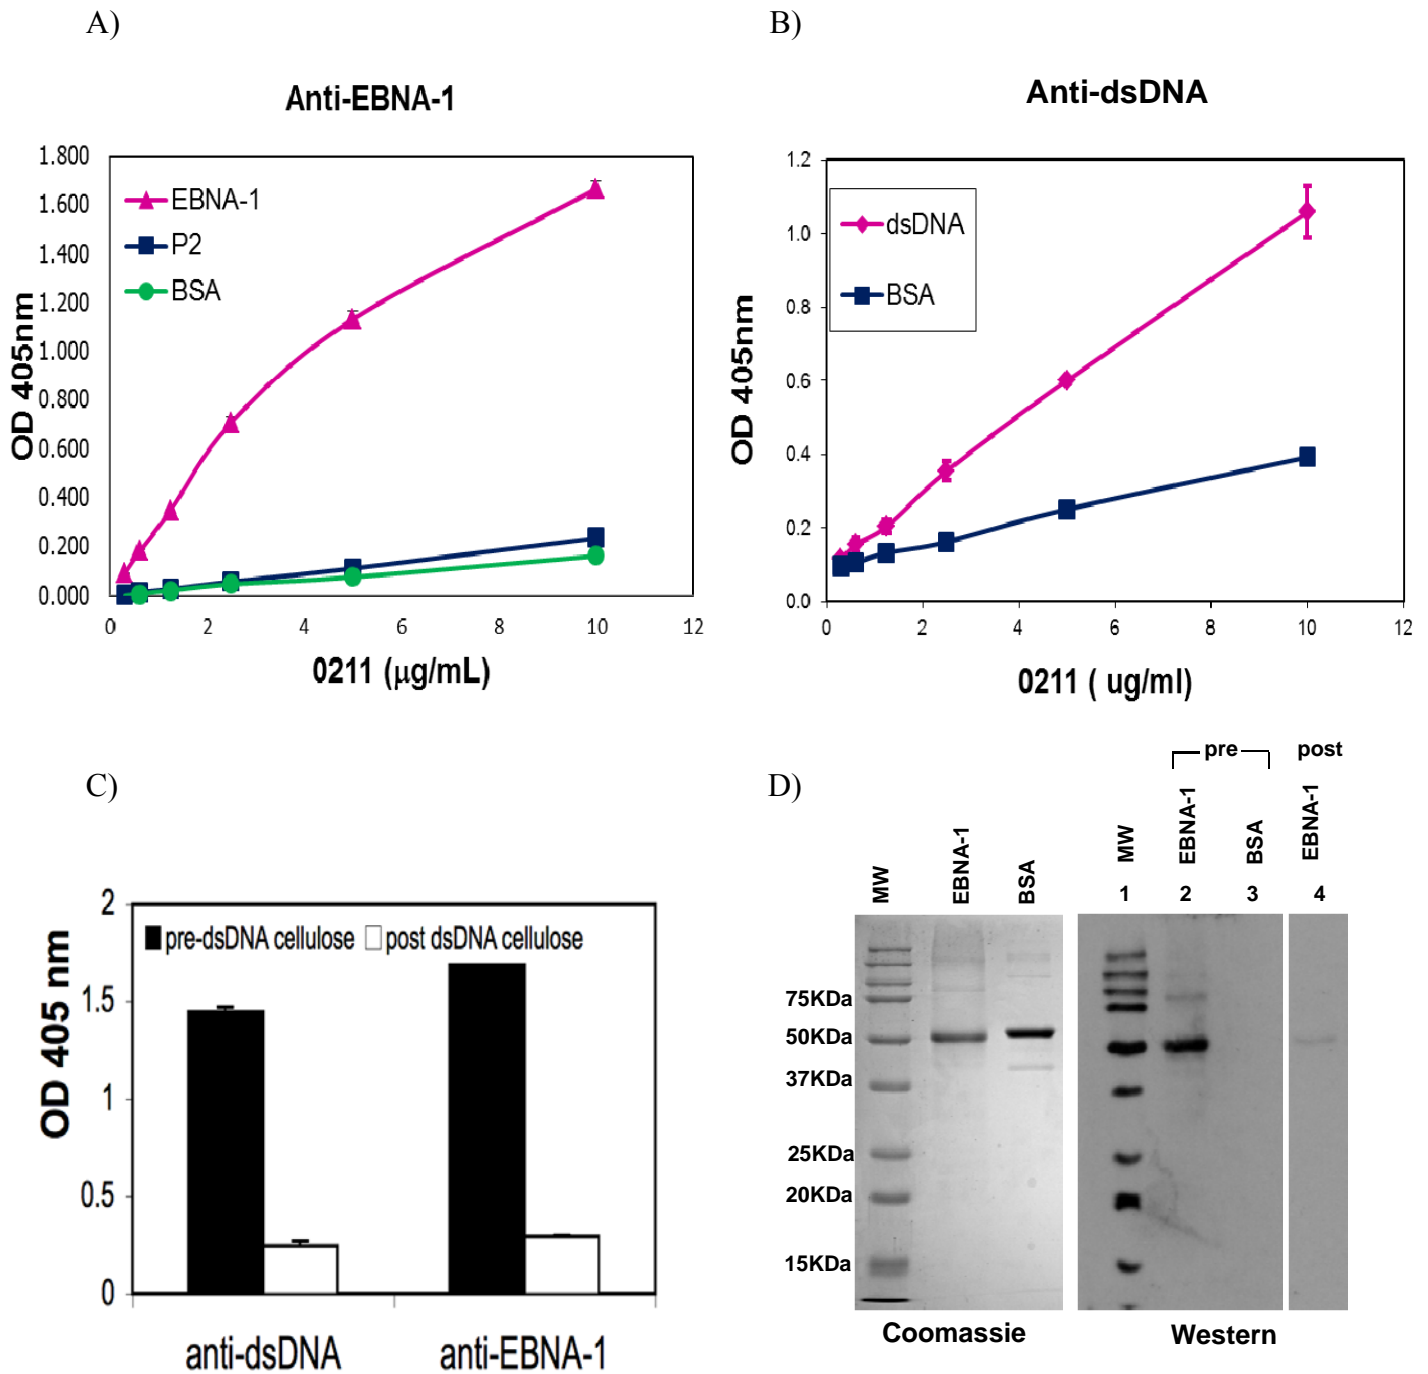 A)
Anti-EBNA-1
1.800
1.600
1.400
1.200
1.000
0.800
0.600
0.400
0.200
0.000
OD 405nm
EBNA-1
P2
BSA
0 2 4 6 8 10 12
0211 (μg/mL)
B)
Anti-dsDNA
1.2
1.0
0.8
0.6
0.4
0.2
0.0
OD 405nm
dsDNA
BSA
0 2 4 6 8 10 12
0211 ( ug/ml)
C)
2
1.5
1
0.5
0
OD 405 nm
pre-dsDNA cellulose post dsDNA cellulose
anti-dsDNA anti-EBNA-1
D)
pre post
MW EBNA-1 BSA
MW EBNA-1 BSA EBNA-1
1 2 3 4
75KDa
50KDa
37KDa
25KDa
20KDa
15KDa
Coomassie Western